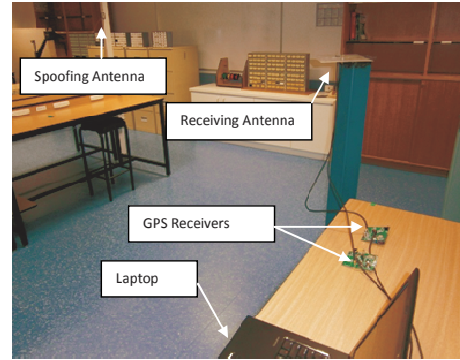 Spoofing Antenna
Receiving Antenna
GPS Receivers
Laptop